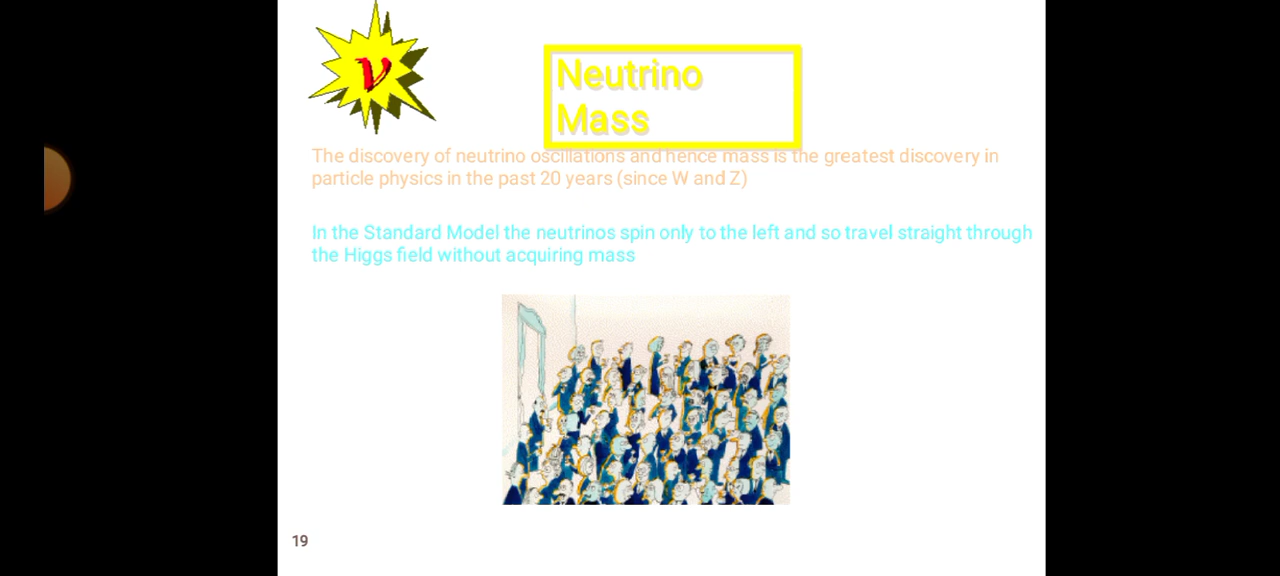 ν
Neutrino
Mass
The discovery of neutrino oscillations and hence mass is the greatest discovery in
particle physics in the past 20 years (since W and Z)
In the Standard Model the neutrinos spin only to the left and so travel straight through
the Higgs field without acquiring mass
19